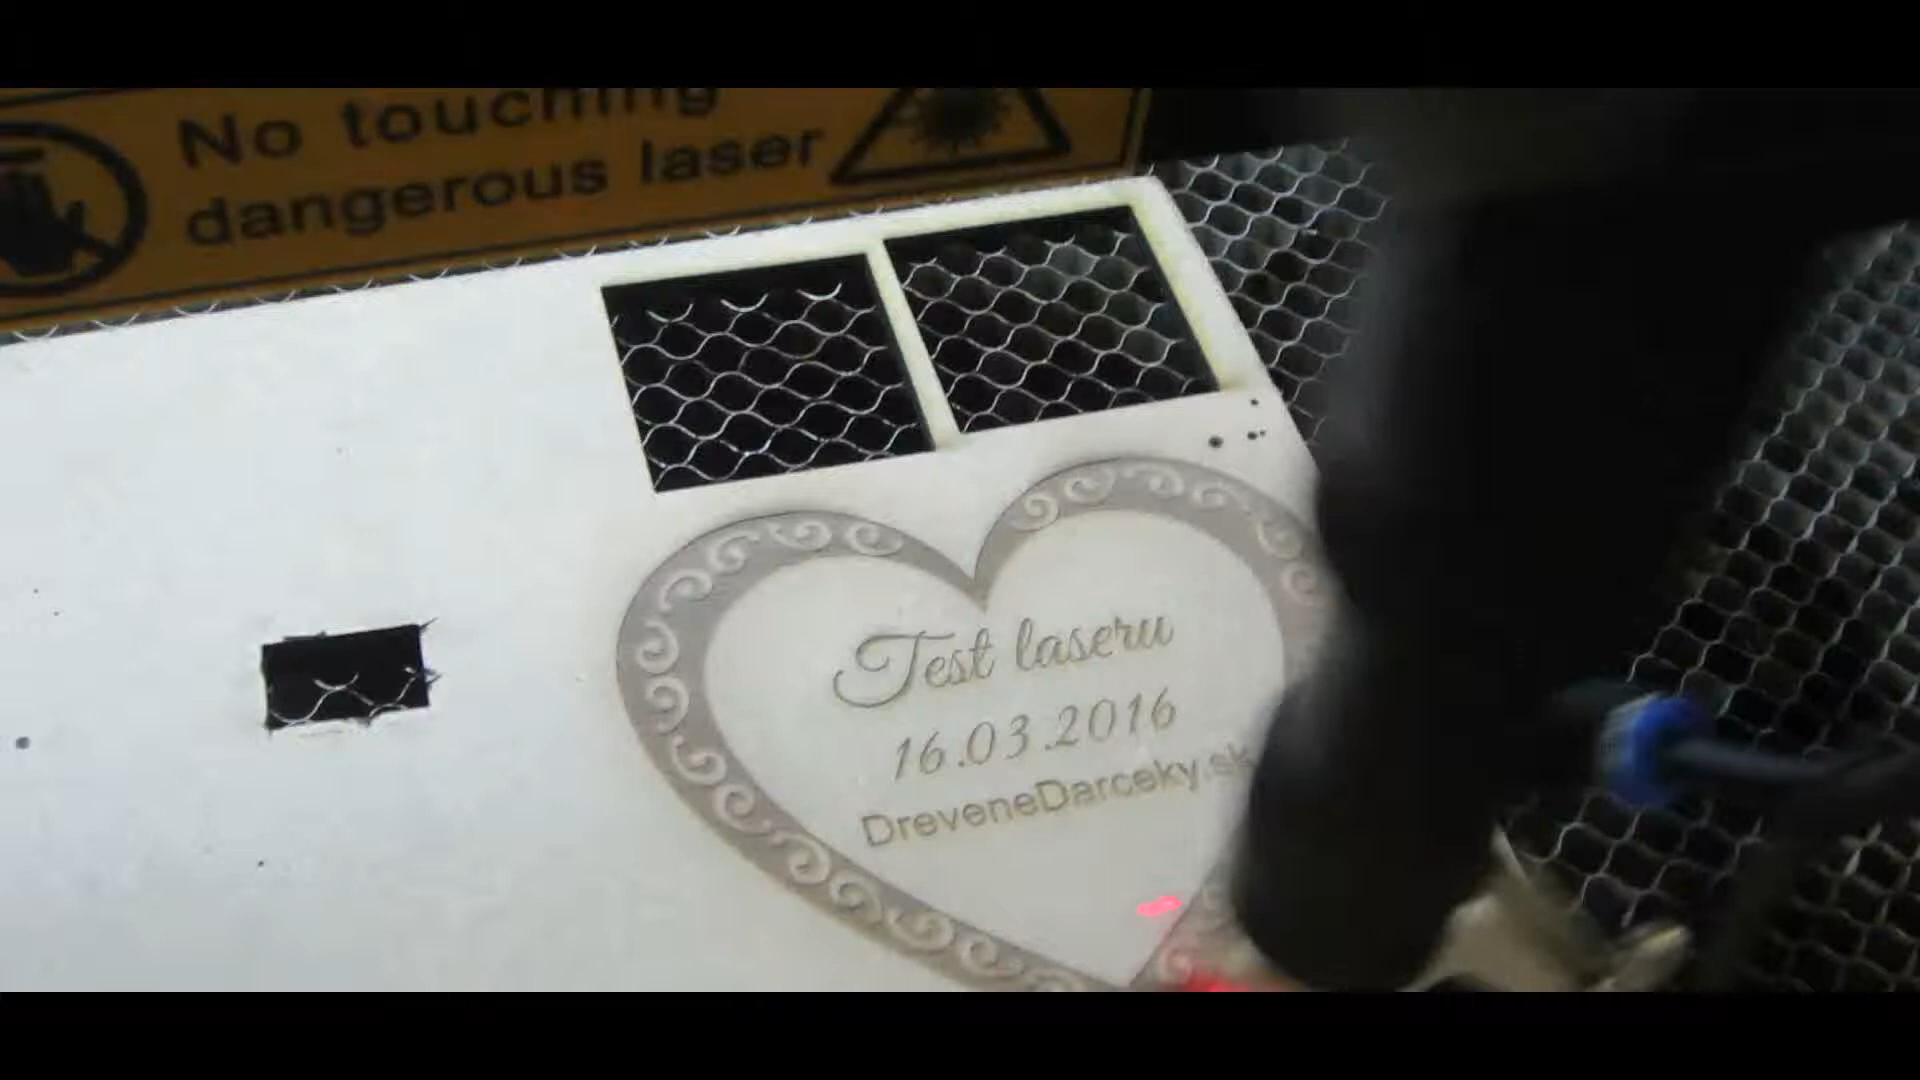 No touching
dangerous laser
Test laseru
16.03.2016
DreveneDarceky.sk